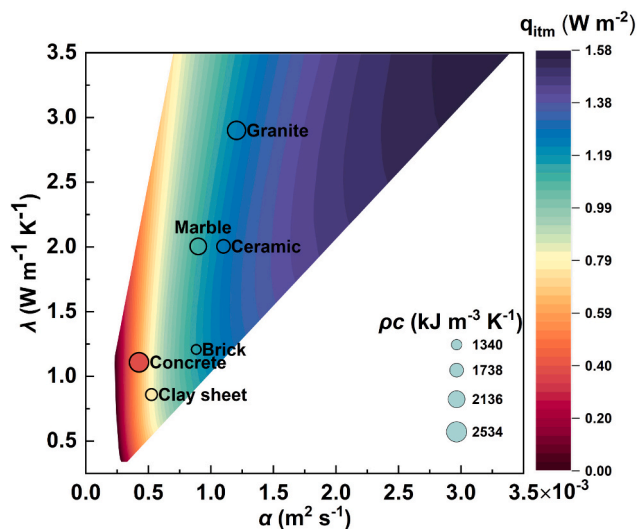 q_itm (W m⁻²)
3.5
3.0
2.5
2.0
1.5
1.0
0.5
λ (W m⁻¹ K⁻¹)
Granite
Marble
Ceramic
Brick
Concrete
Clay sheet
ρc (kJ m⁻³ K⁻¹)
1340
1738
2136
2534
0.0 0.5 1.0 1.5 2.0 2.5 3.0 3.5×10⁻³
α (m² s⁻¹)
1.58
1.38
1.19
0.99
0.79
0.60
0.40
0.20
0.00